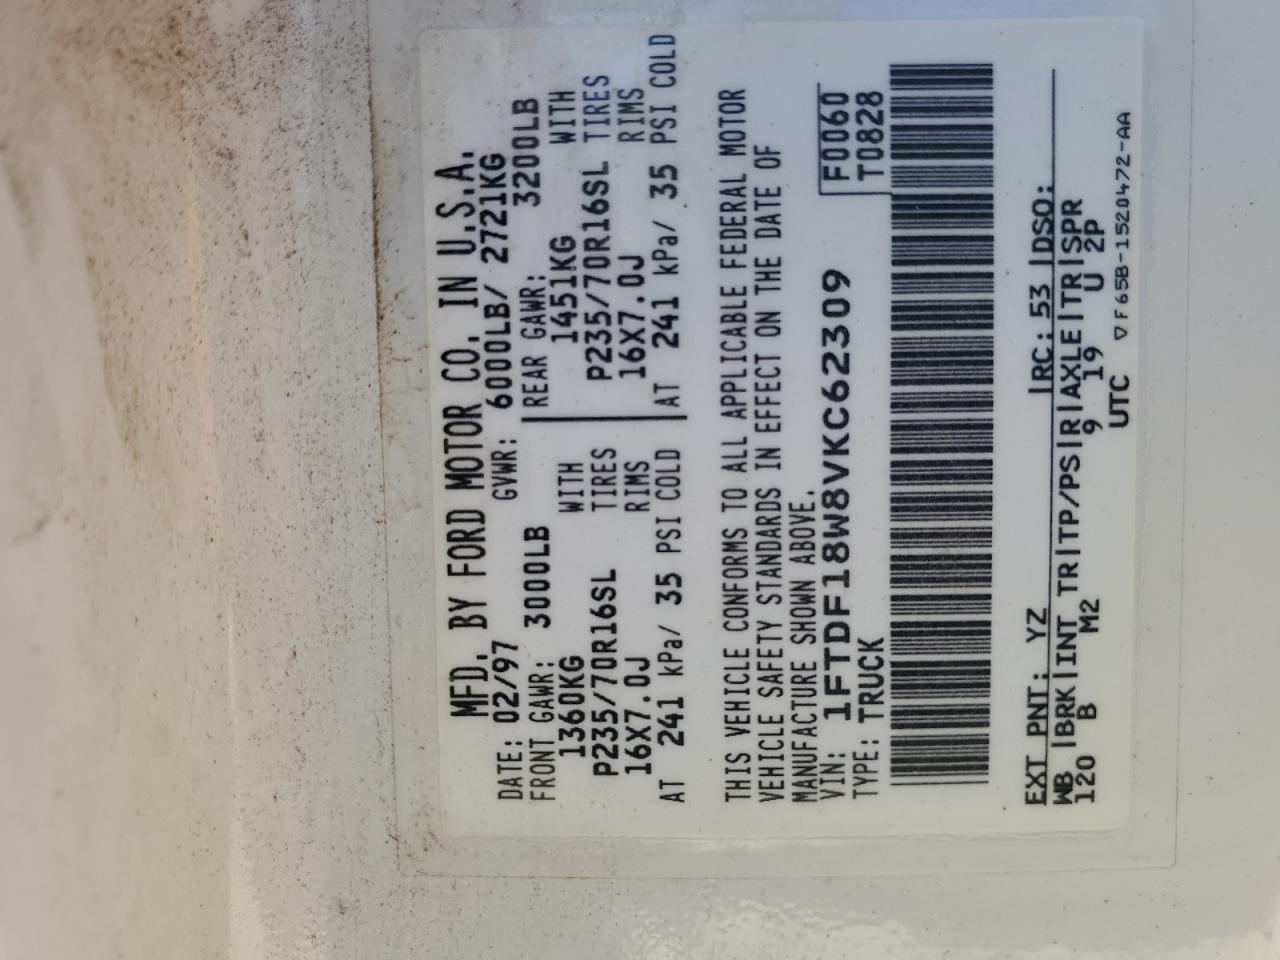 MFD. BY FORD MOTOR CO. IN U.S.A.
DATE: 02/97 GVWR: 6000LB/ 2721KG
FRONT GAWR: 3000LB REAR GAWR: 3200LB
1360KG WITH 1451KG WITH
P235/70R16SL TIRES P235/70R16SL TIRES
16X7.0J RIMS 16X7.0J RIMS
AT 241 kPa/ 35 PSI COLD AT 241 kPa/ 35 PSI COLD
THIS VEHICLE CONFORMS TO ALL APPLICABLE FEDERAL MOTOR
VEHICLE SAFETY STANDARDS IN EFFECT ON THE DATE OF
MANUFACTURE SHOWN ABOVE.
VIN: 1FTDF18W8VKC62309 F0060
TYPE: TRUCK T0828
EXT PNT: YZ RC: 53 DSO:
WB BRK INT TR TP/PS R AXLE TR SPR
120 B M2 9 19 U 2P
UTC ▽F65B-1520472-AA